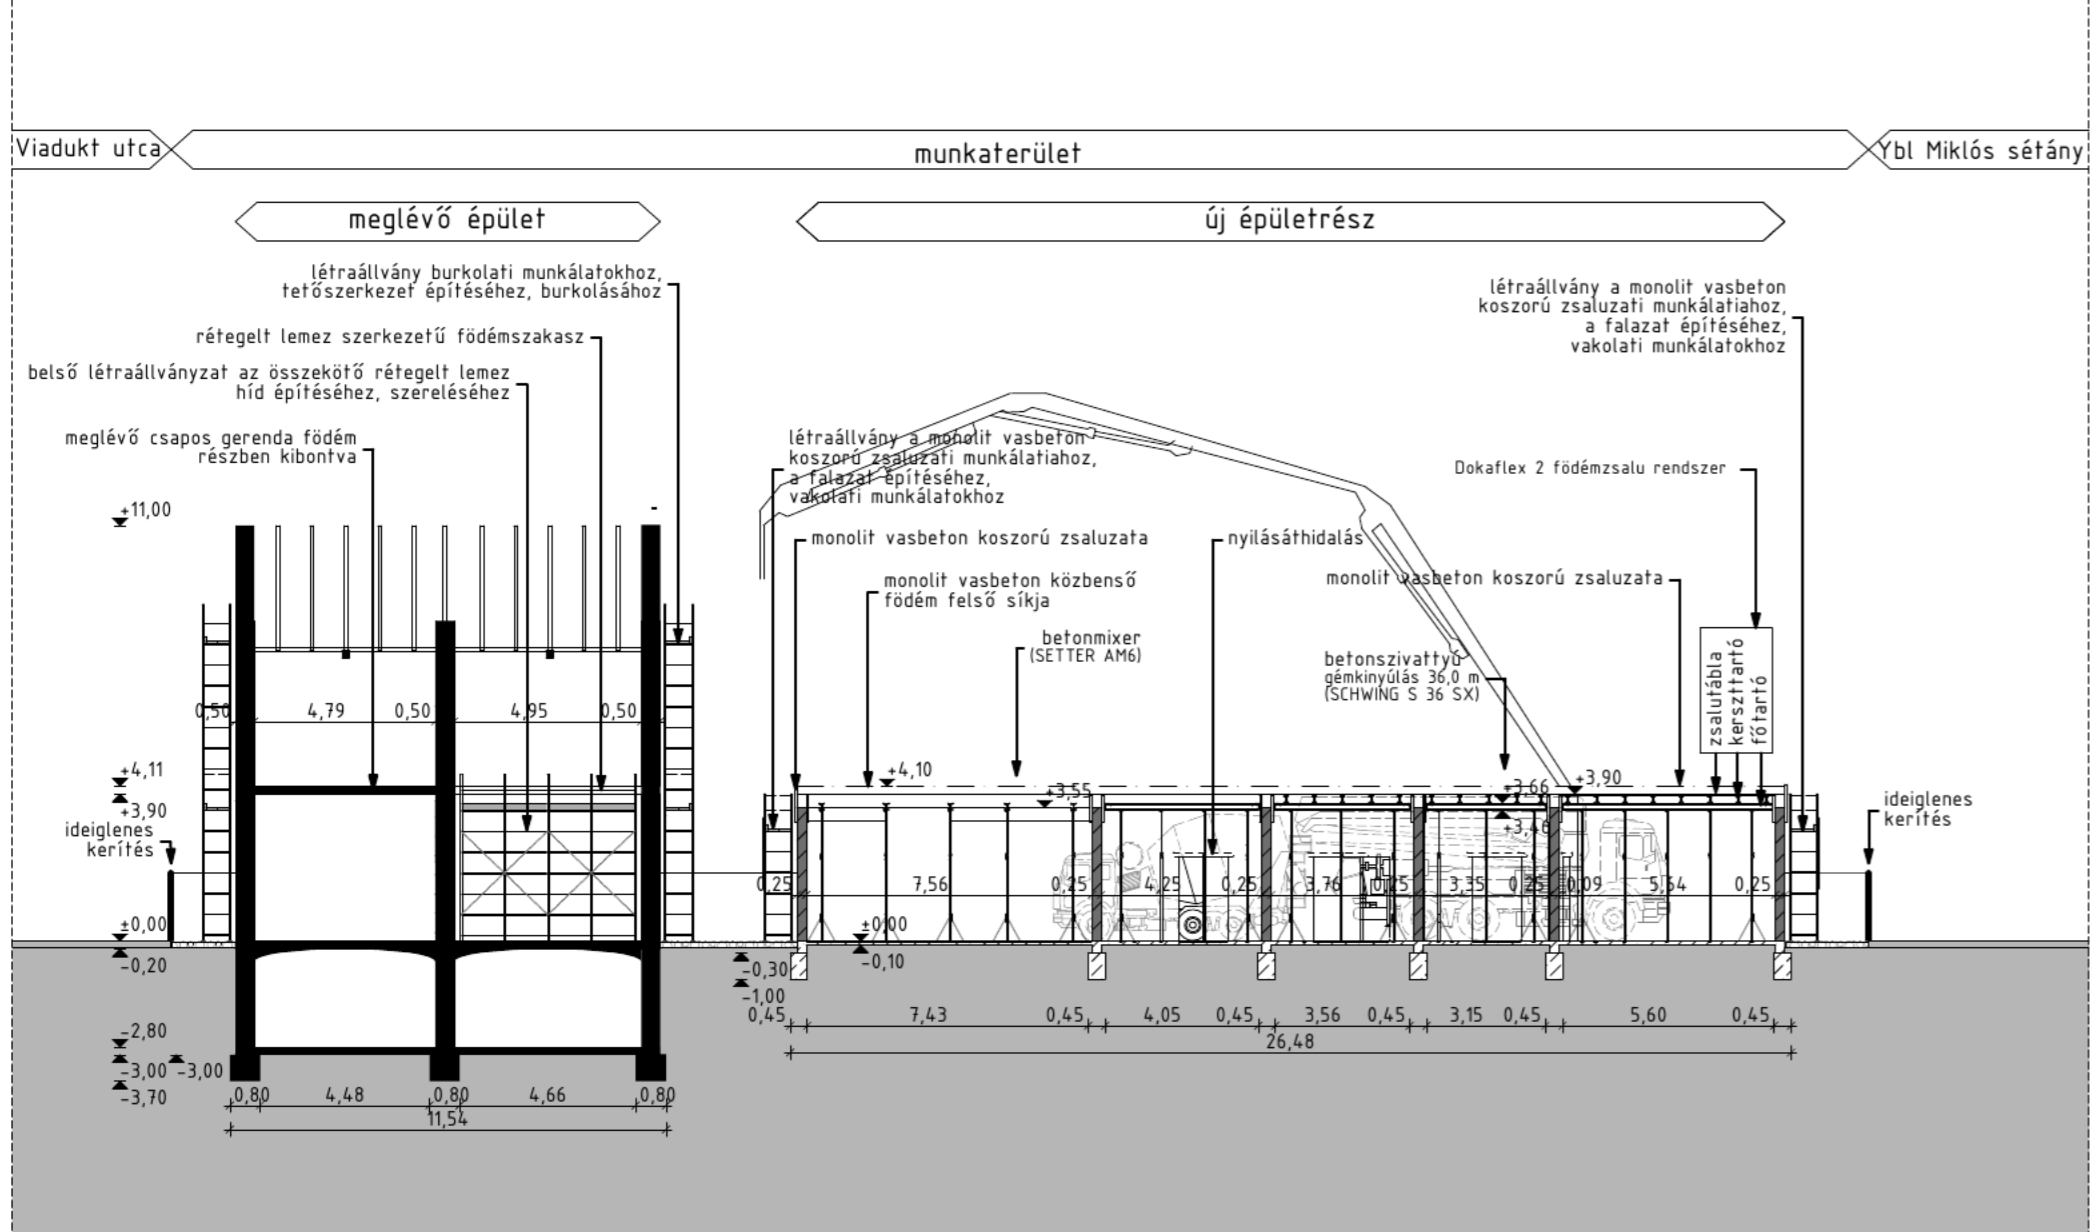 Viadukt utca
munkaterület
Ybl Miklós sétány
meglévő épület
új épületrész
létraállvány burkolati munkálatokhoz,
tetőszerkezet építéséhez, burkolásához
rétegelt lemez szerkezetű födémszakasz
belső létraállványzat az összekötő rétegelt lemez
híd építéséhez, szereléséhez
meglévő csapos gerenda födém
részben kibontva
létraállvány a monolit vasbeton
koszorú zsaluzati munkálatiahoz,
a falazat építéséhez,
vakolati munkálatokhoz
létraállvány a monolit vasbeton
koszorú zsaluzati munkálatiahoz,
a falazat építéséhez,
vakolati munkálatokhoz
Dokaflex 2 födémzsalu rendszer
+11,00
monolit vasbeton koszorú zsaluzata
nyílásáthidalás
monolit vasbeton közbenső
födém felső síkja
monolit vasbeton koszorú zsaluzata
betonmixer
(SETTER AM6)
betonszivattyú
gémkinyúlás 36,0 m
(SCHWING S 36 SX)
zsalutábla
kerszttartó
főtartó
0,50 4,79 0,50 4,95 0,50
+4,11
+3,90
+4,10
+3,55
+3,66
+3,90
+3,46
ideiglenes
kerítés
ideiglenes
kerítés
0,25 7,56 0,25 4,25 0,25 3,76 0,25 3,35 0,25 0,09 5,54 0,25
±0,00
-0,20
±0,00
-0,10
-0,30
-1,00
0,45 7,43 0,45 4,05 0,45 3,56 0,45 3,15 0,45 5,60 0,45
26,48
-2,80
-3,00 -3,00
-3,70
0,80 4,48 0,80 4,66 0,80
11,54